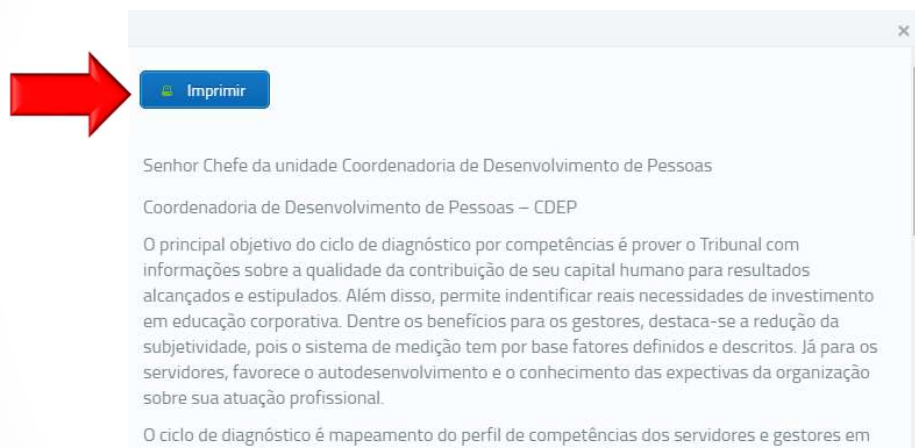 ×
Imprimir
Senhor Chefe da unidade Coordenadoria de Desenvolvimento de Pessoas
Coordenadoria de Desenvolvimento de Pessoas – CDEP
O principal objetivo do ciclo de diagnóstico por competências é prover o Tribunal com
informações sobre a qualidade da contribuição de seu capital humano para resultados
alcançados e estipulados. Além disso, permite indentificar reais necessidades de investimento
em educação corporativa. Dentre os benefícios para os gestores, destaca-se a redução da
subjetividade, pois o sistema de medição tem por base fatores definidos e descritos. Já para os
servidores, favorece o autodesenvolvimento e o conhecimento das expectivas da organização
sobre sua atuação profissional.
O ciclo de diagnóstico é mapeamento do perfil de competências dos servidores e gestores em